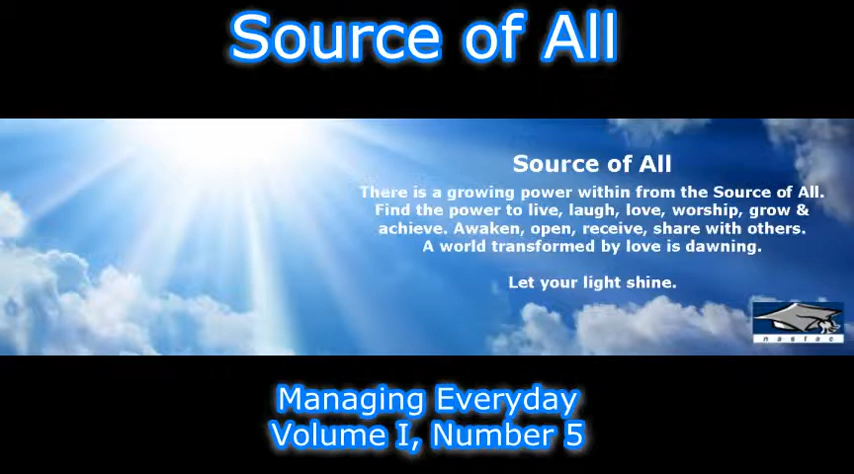 Source of All
Source of All
There is a growing power within from the Source of All.
Find the power to live, laugh, love, worship, grow &
achieve. Awaken, open, receive, share with others.
A world transformed by love is dawning.
Let your light shine.
nasfac
Managing Everyday
Volume I, Number 5